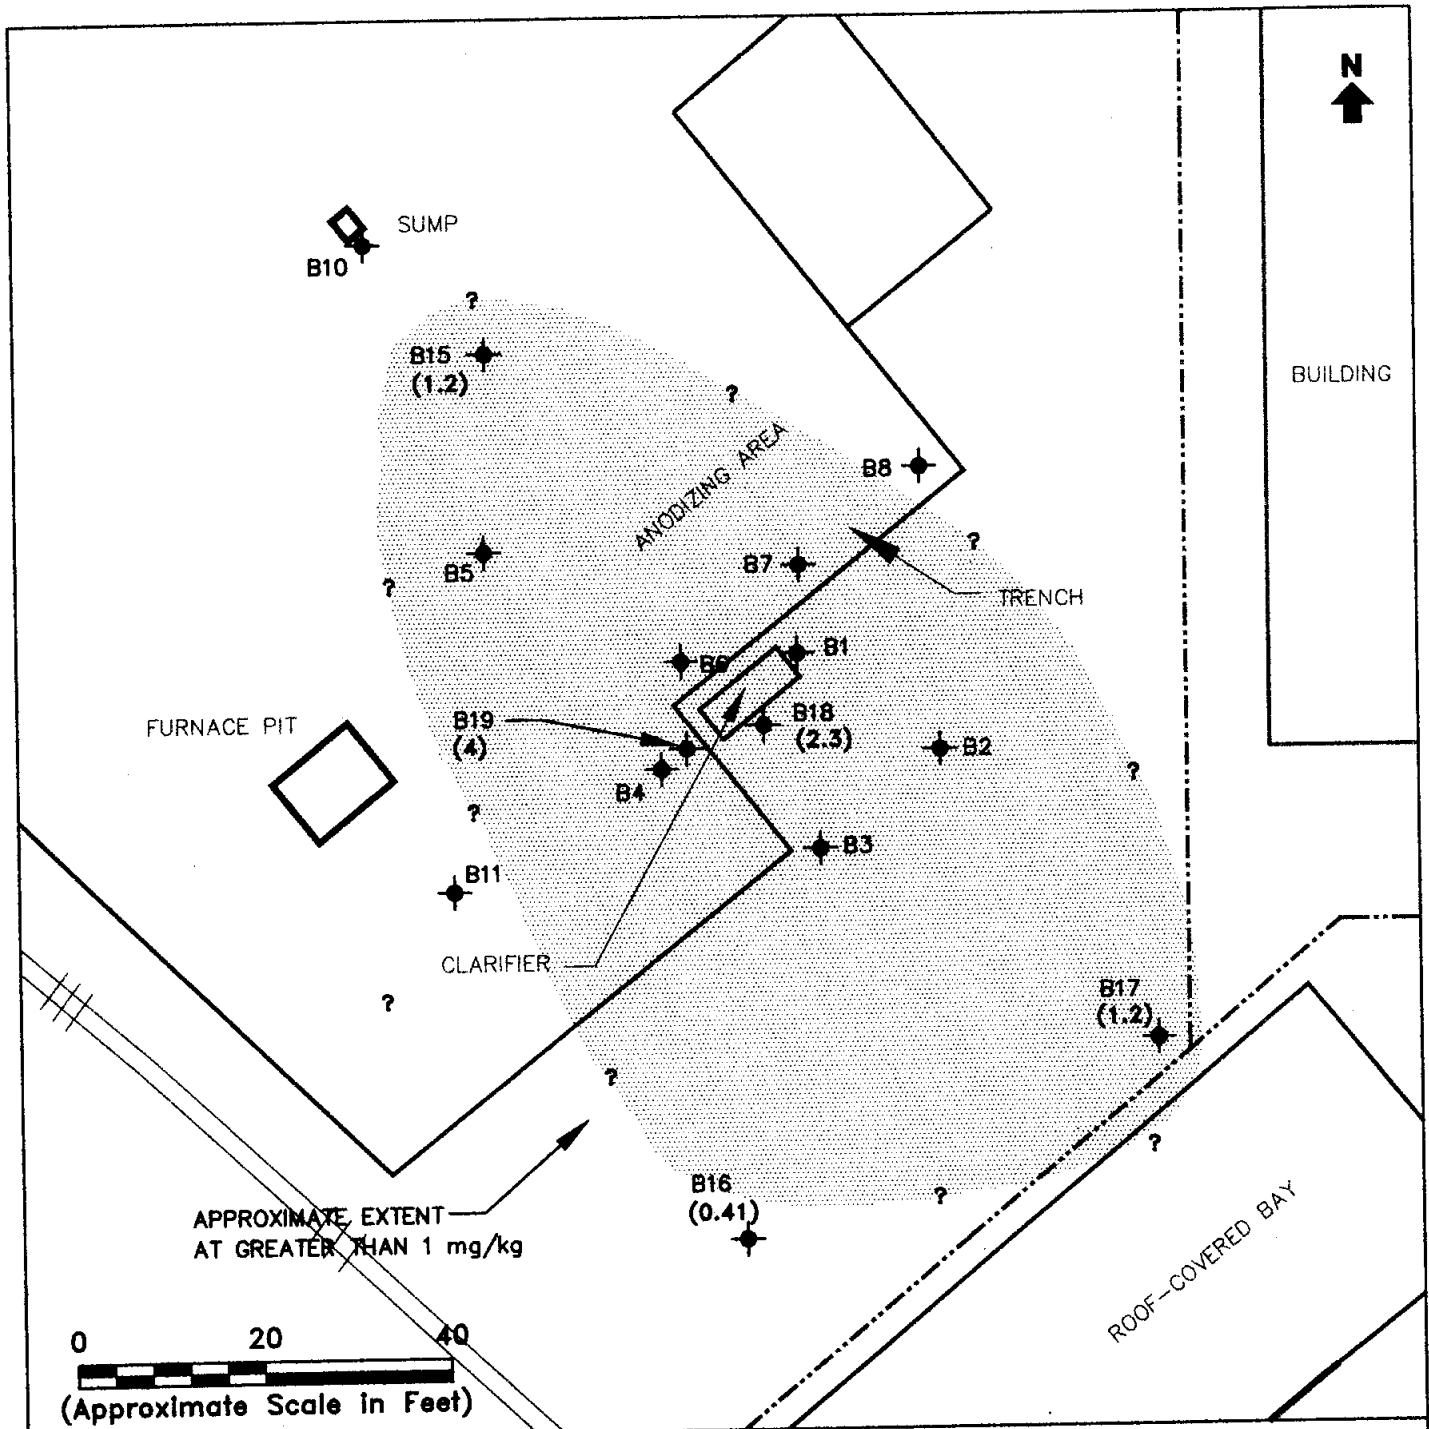 N
SUMP
B10
?
B15
(1.2)
?
BUILDING
ANODIZING AREA
B8
?
B5
B7
?
TRENCH
B1
B6
B19
(4)
B18
(2.3)
FURNACE PIT
B2
?
B4
?
B3
B11
CLARIFIER
?
B17
(1.2)
?
?
B16
(0.41)
?
APPROXIMATE EXTENT
AT GREATER THAN 1 mg/kg
ROOF-COVERED BAY
0 20 40
(Approximate Scale in Feet)